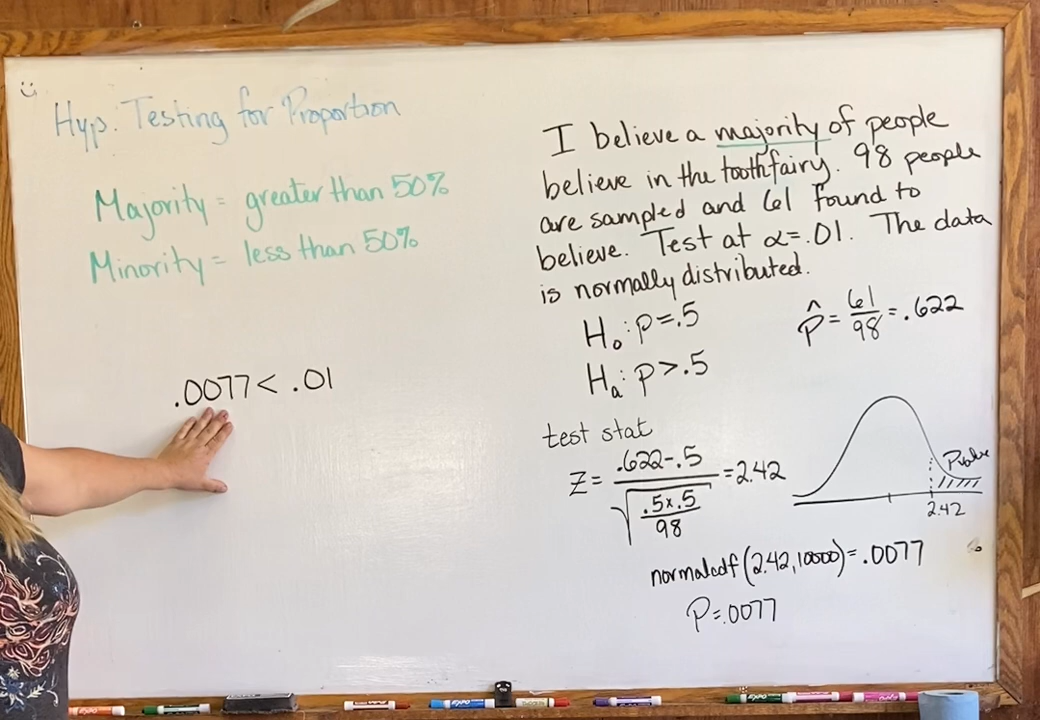 Hyp. Testing for Proportion
Majority = greater than 50%
Minority = less than 50%
.0077 < .01
I believe a majority of people
believe in the toothfairy. 98 people
are sampled and 61 found to
believe. Test at α=.01. The data
is normally distributed.
H₀: p=.5
Hₐ: p>.5
p̂ = 61/98 = .622
test stat
Z = .622-.5 / √(.5x.5/98) = 2.42
2.42
normalcdf(2.42,10000)=.0077
P=.0077
EXPO